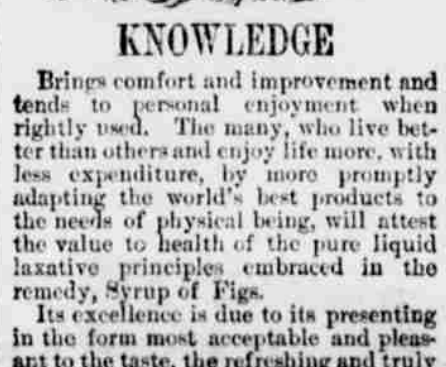 KNOWLEDGE
Brings comfort and improvement and
tends to personal enjoyment when
rightly used. The many, who live bet-
ter than others and enjoy life more, with
less expenditure, by more promptly
adapting the world's best products to
the needs of physical being, will attest
the value to health of the pure liquid
laxative principles embraced in the
remedy, Syrup of Figs.
Its excellence is due to its presenting
in the form most acceptable and pleas-
ant to the taste, the refreshing and truly